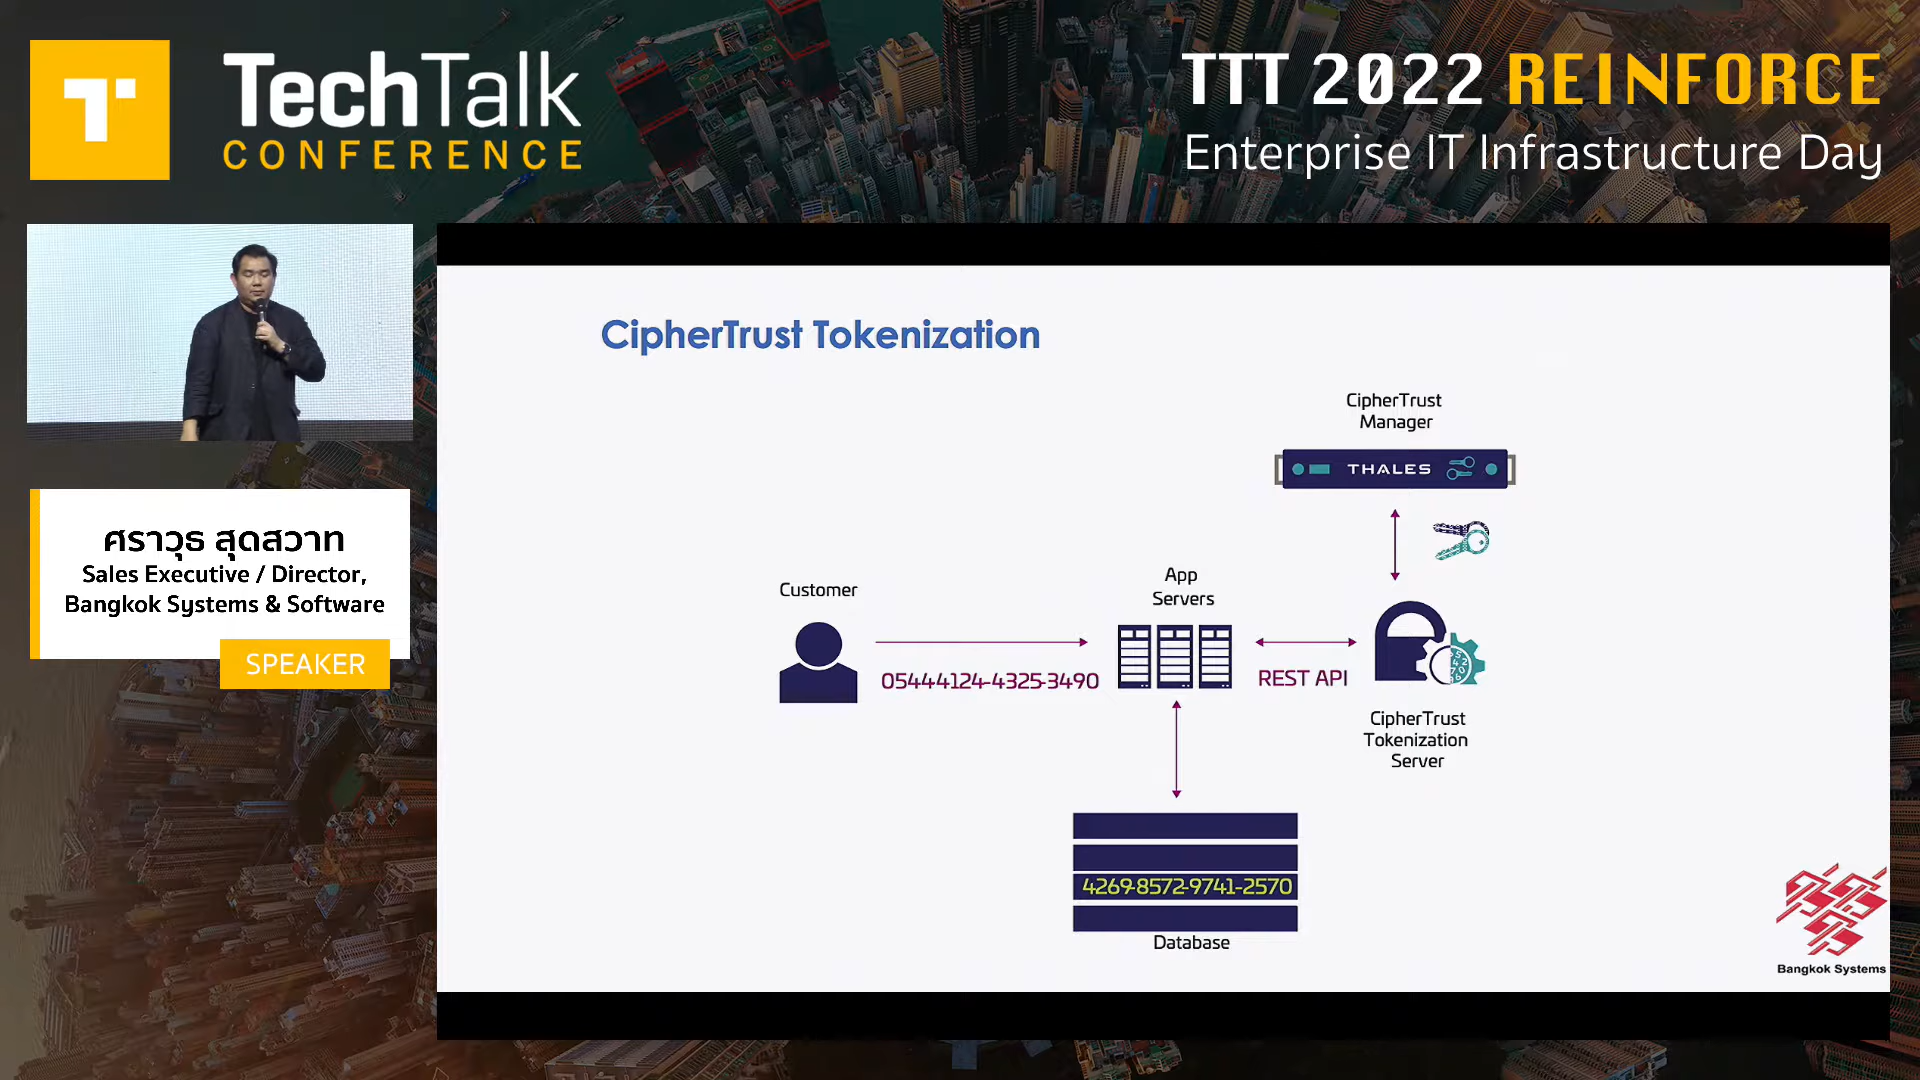 TechTalk
CONFERENCE
TTT 2022 REINFORCE
Enterprise IT Infrastructure Day
ศราวุธ สุดสวาท
Sales Executive / Director,
Bangkok Systems & Software
SPEAKER
CipherTrust Tokenization
CipherTrust
Manager
THALES
Customer
App
Servers
05444124-4325-3490
REST API
CipherTrust
Tokenization
Server
4269-8572-9741-2570
Database
Bangkok Systems